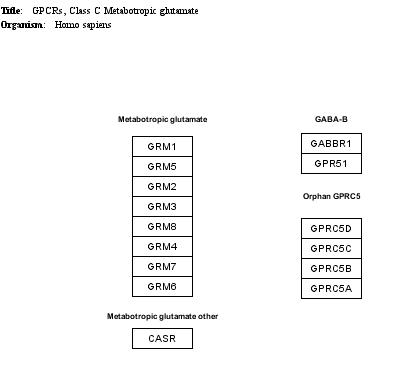 Title: GPCRs, Class C Metabotropic glutamate
Organism: Homo sapiens
Metabotropic glutamate
GRM1
GRM5
GRM2
GRM3
GRM8
GRM4
GRM7
GRM6
Metabotropic glutamate other
CASR
GABA-B
GABBR1
GPR51
Orphan GPRC5
GPRC5D
GPRC5C
GPRC5B
GPRC5A